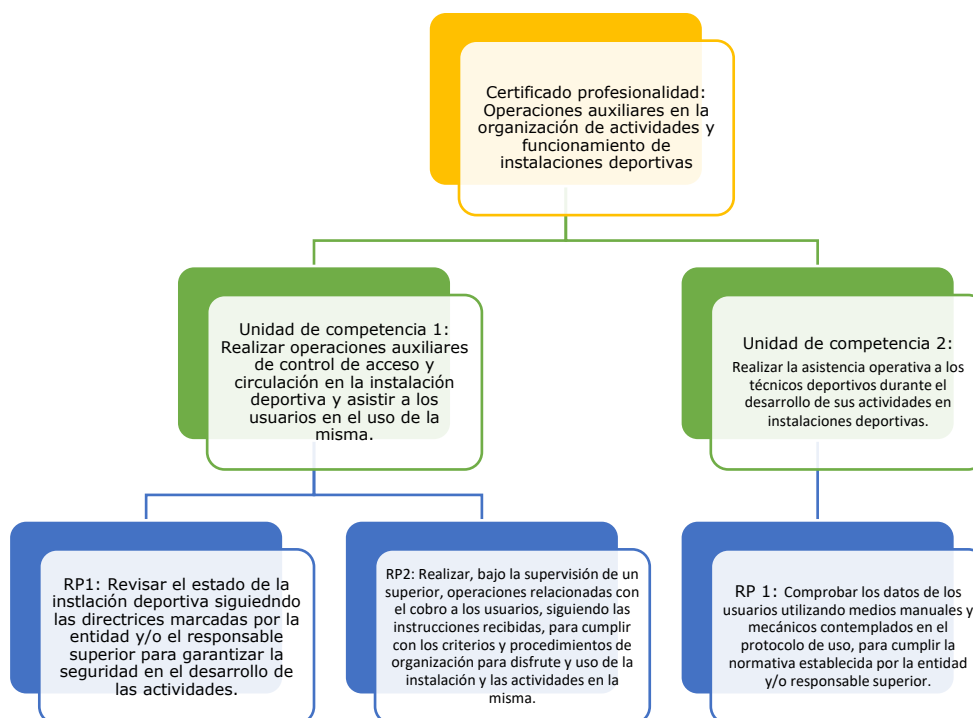 Certificado profesionalidad:
Operaciones auxiliares en la
organización de actividades y
funcionamiento de
instalaciones deportivas
Unidad de competencia 1:
Realizar operaciones auxiliares
de control de acceso y
circulación en la instalación
deportiva y asistir a los
usuarios en el uso de la
misma.
Unidad de competencia 2:
Realizar la asistencia operativa a los
técnicos deportivos durante el
desarrollo de sus actividades en
instalaciones deportivas.
RP1: Revisar el estado de la
instlación deportiva siguiedndo
las directrices marcadas por la
entidad y/o el responsable
superior para garantizar la
seguridad en el desarrollo de
las actividades.
RP2: Realizar, bajo la supervisión de un
superior, operaciones relacionadas con
el cobro a los usuarios, siguiendo las
instrucciones recibidas, para cumplir
con los criterios y procedimientos de
organización para disfrute y uso de la
instalación y las actividades en la
misma.
RP 1: Comprobar los datos de los
usuarios utilizando medios manuales y
mecánicos contemplados en el
protocolo de uso, para cumplir la
normativa establecida por la entidad
y/o responsable superior.